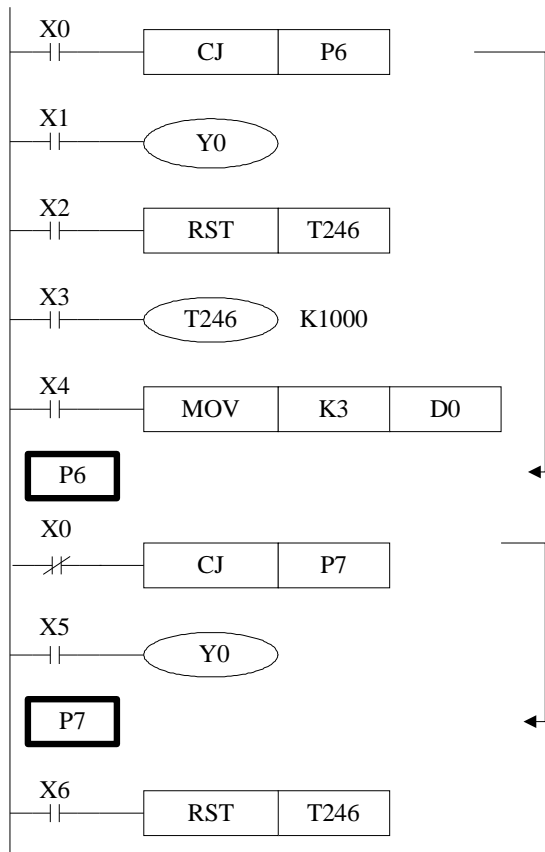 X0
CJ P6
X1
Y0
X2
RST T246
X3
T246 K1000
X4
MOV K3 D0
P6
X0
CJ P7
X5
Y0
P7
X6
RST T246